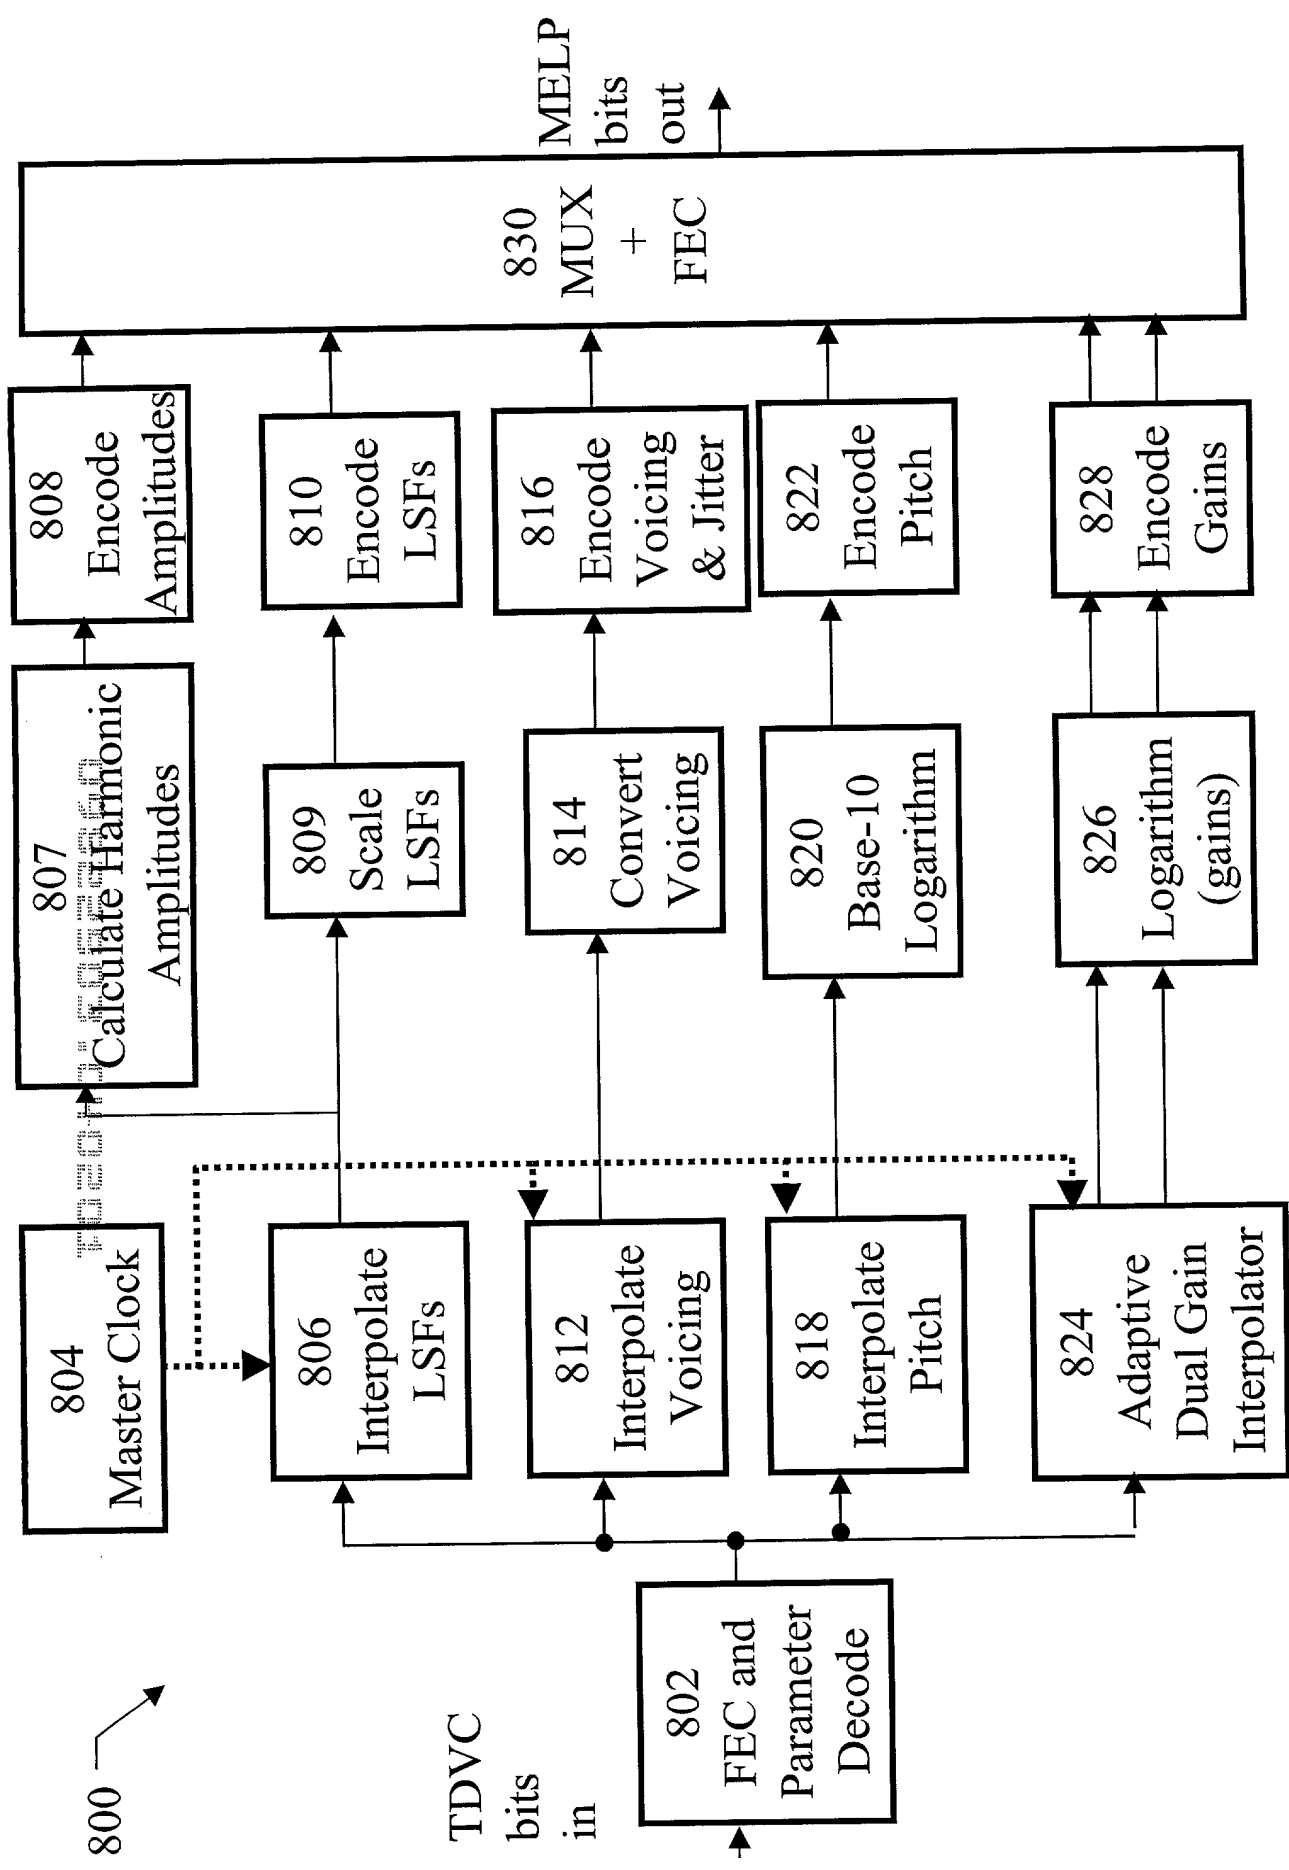 800
TDVC
bits
in
802
FEC and
Parameter
Decode
804
Master Clock
806
Interpolate
LSFs
812
Interpolate
Voicing
818
Interpolate
Pitch
824
Adaptive
Dual Gain
Interpolator
807
Calculate Harmonic
Amplitudes
809
Scale
LSFs
814
Convert
Voicing
820
Base-10
Logarithm
826
Logarithm
(gains)
808
Encode
Amplitudes
810
Encode
LSFs
816
Encode
Voicing
& Jitter
822
Encode
Pitch
828
Encode
Gains
830
MUX
+
FEC
MELP
bits
out